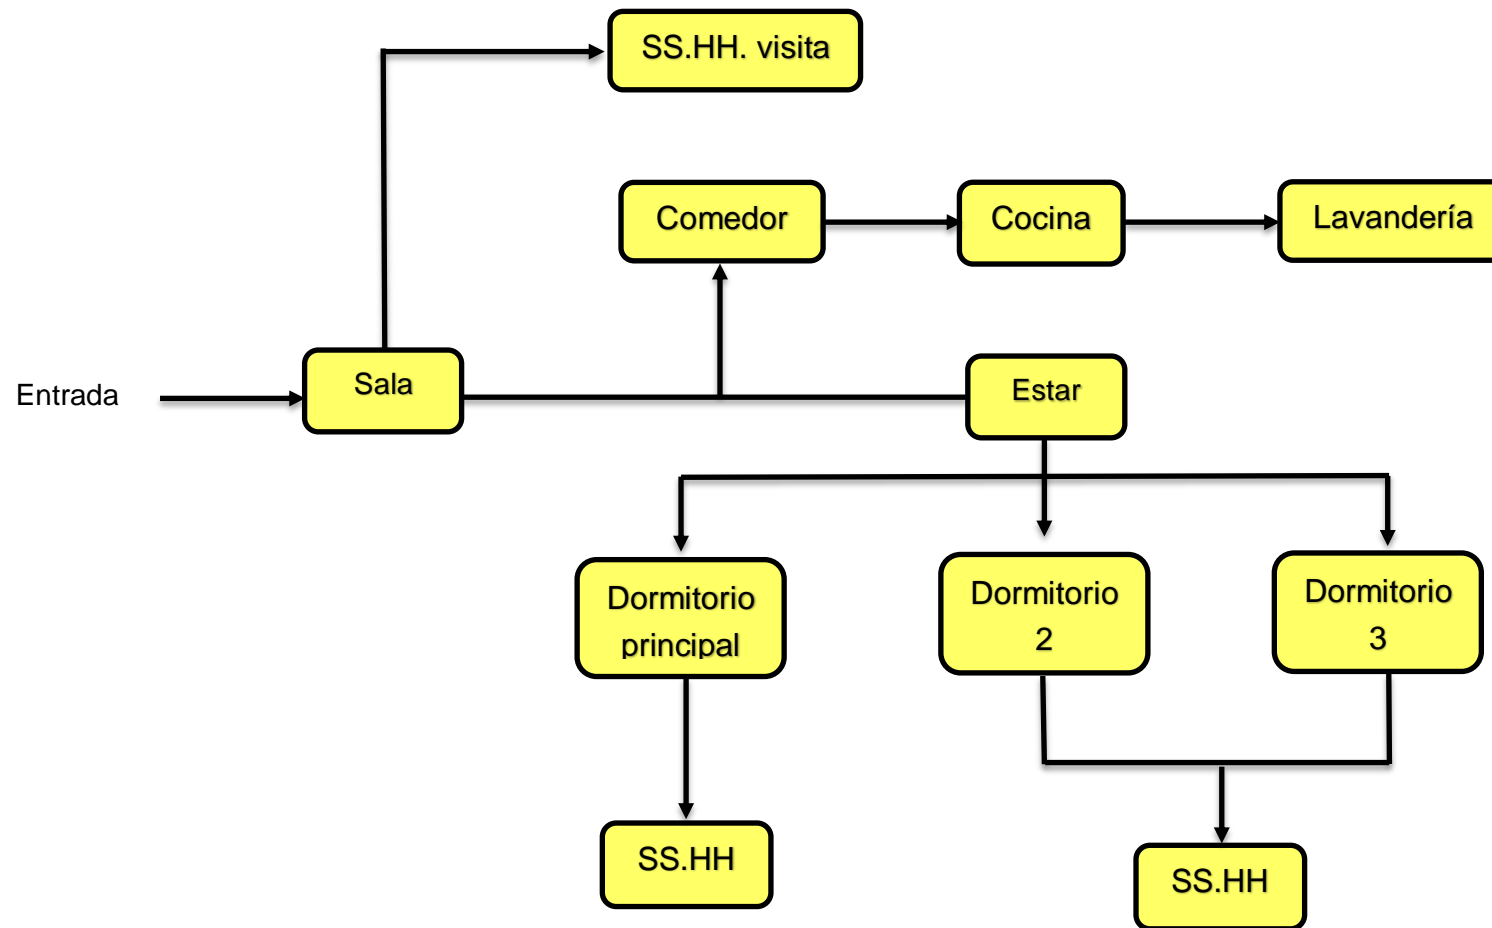 SS.HH. visita
Comedor
Cocina
Lavandería
Entrada
Sala
Estar
Dormitorio
principal
Dormitorio
2
Dormitorio
3
SS.HH
SS.HH